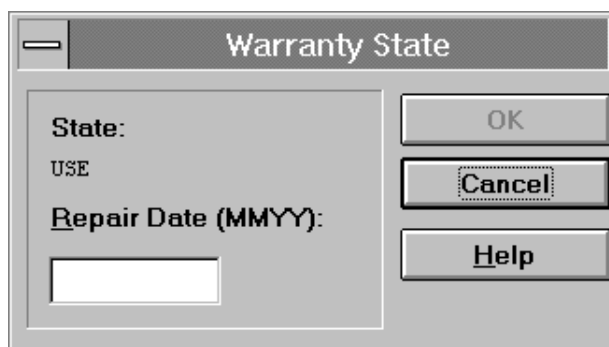 Warranty State
State:
USE
Repair Date (MMYY):
OK
Cancel
Help